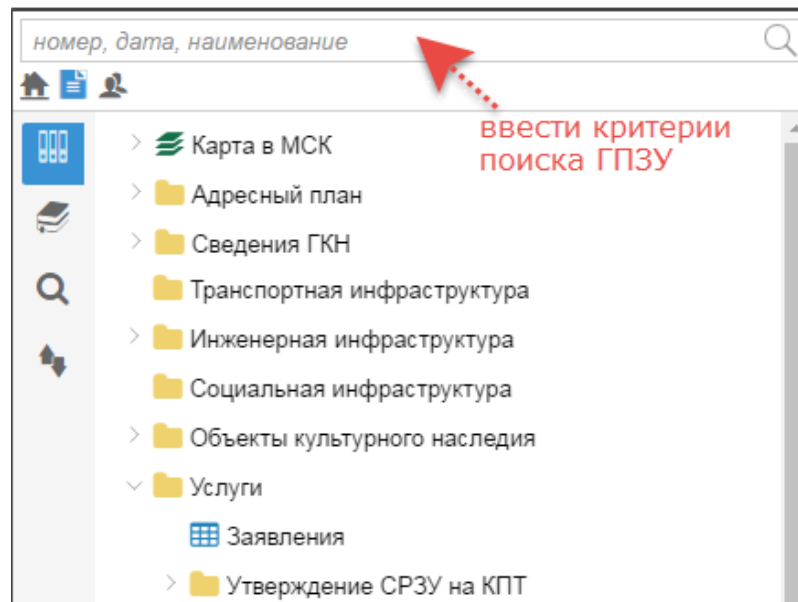 номер, дата, наименование
ввести критерии
поиска ГПЗУ
Карта в МСК
Адресный план
Сведения ГКН
Транспортная инфраструктура
Инженерная инфраструктура
Социальная инфраструктура
Объекты культурного наследия
Услуги
Заявления
Утверждение СРЗУ на КПТ